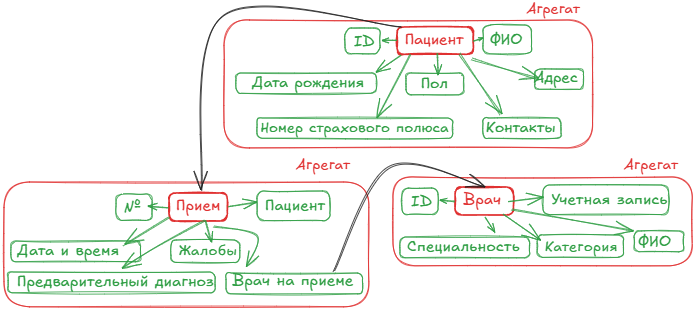 Агрегат
ID
Пациент
ФИО
Дата рождения
Пол
Адрес
Номер страхового полюса
Контакты
Агрегат
№
Прием
Пациент
Дата и время
Жалобы
Предварительный диагноз
Врач на приеме
Агрегат
ID
Врач
Учетная запись
Специальность
Категория
ФИО